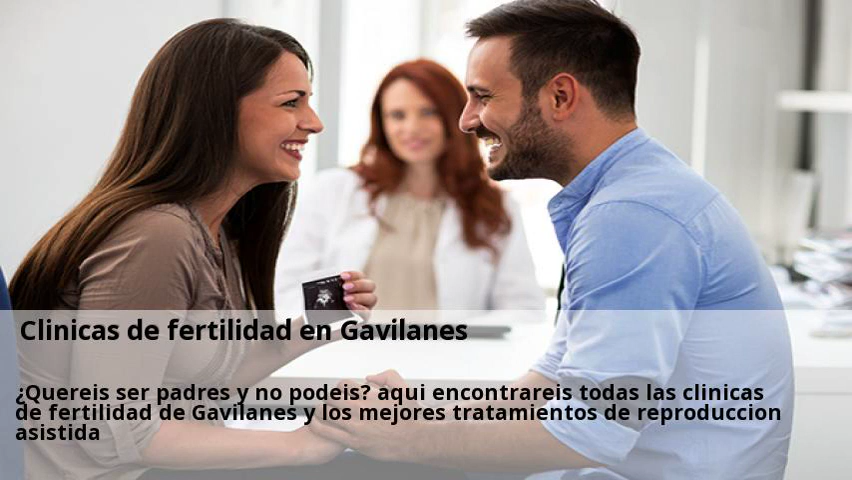 Clinicas de fertilidad en Gavilanes
¿Quereis ser padres y no podeis? aqui encontrareis todas las clinicas
de fertilidad de Gavilanes y los mejores tratamientos de reproduccion
asistida